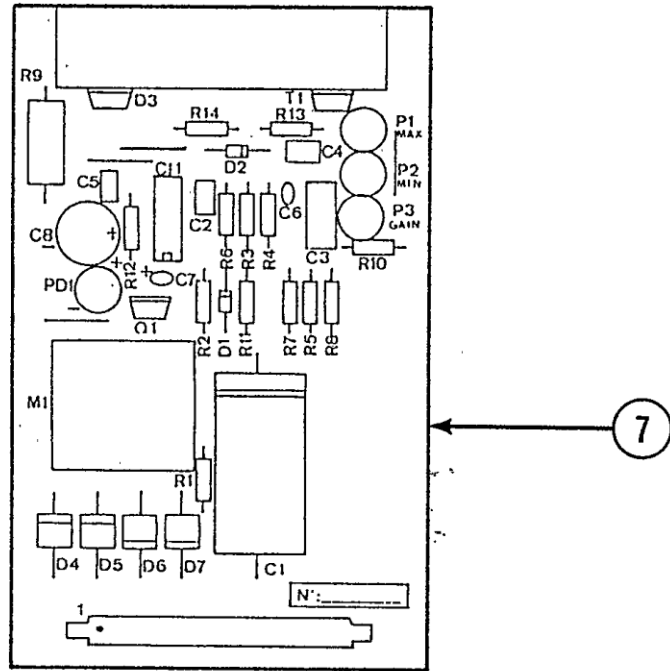 R9
D3
T1
R14
R13
P1
MAX
C4
D2
P2
MIN
C5
CI1
C6
P3
GAIN
C8
+
C2
C3
R12
R6
R3
R4
R10
+
+
C7
PD1
-
Q1
R2
D1
R11
R7
R5
R8
M1
7
R1
D4
D5
D6
D7
C1
N°:
1